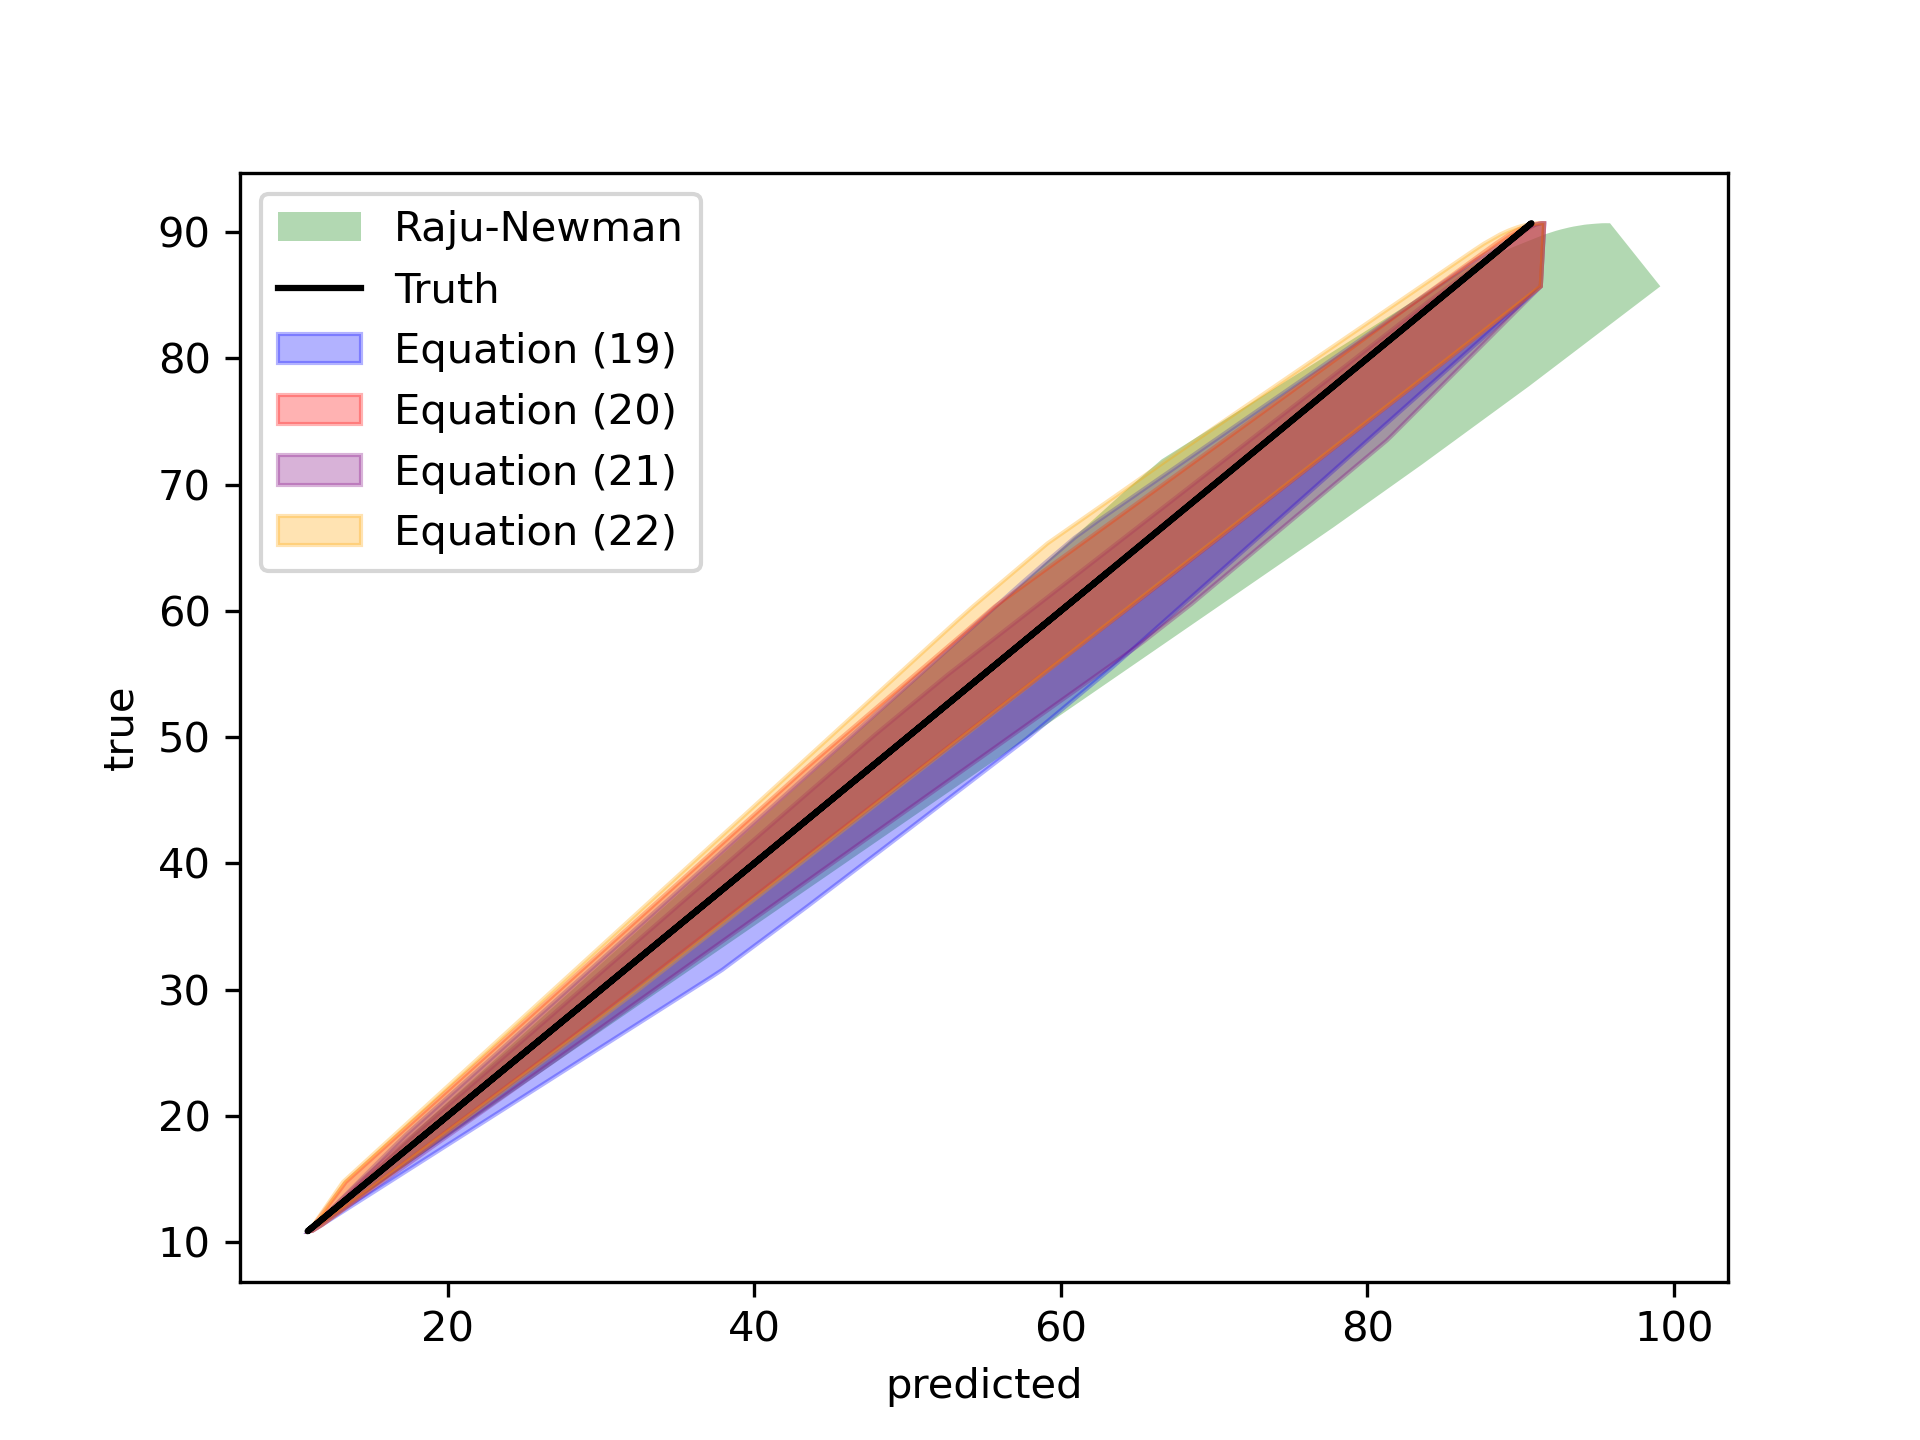 Raju-Newman
Truth
Equation (19)
Equation (20)
Equation (21)
Equation (22)
90
80
70
60
50
40
30
20
10
true
20 40 60 80 100
predicted